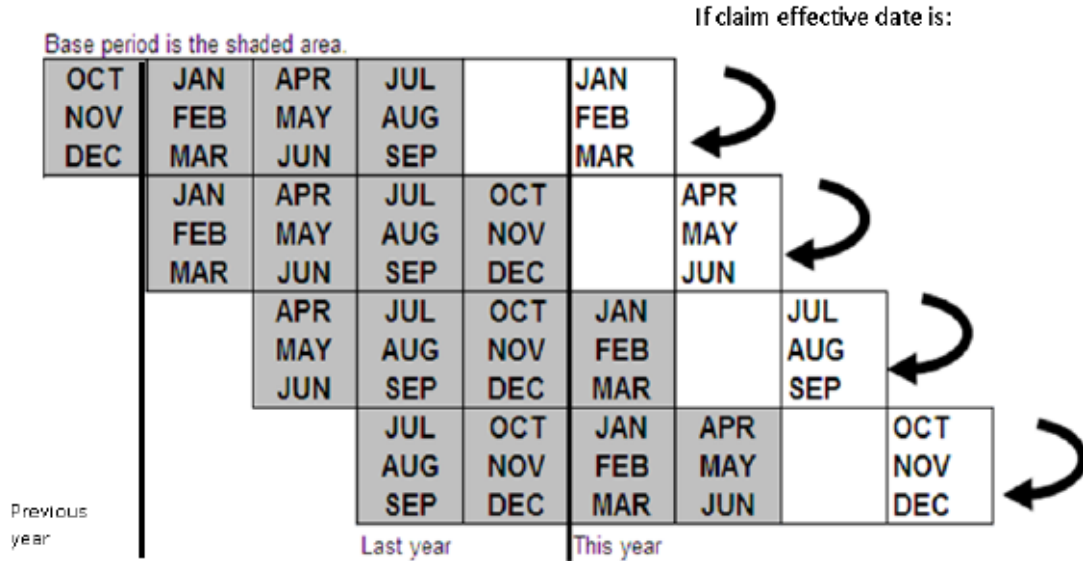 If claim effective date is:
Base period is the shaded area.
OCT JAN APR JUL JAN
NOV FEB MAY AUG FEB
DEC MAR JUN SEP MAR
JAN APR JUL OCT APR
FEB MAY AUG NOV MAY
MAR JUN SEP DEC JUN
APR JUL OCT JAN JUL
MAY AUG NOV FEB AUG
JUN SEP DEC MAR SEP
JUL OCT JAN APR OCT
AUG NOV FEB MAY NOV
SEP DEC MAR JUN DEC
Previous
year
Last year This year